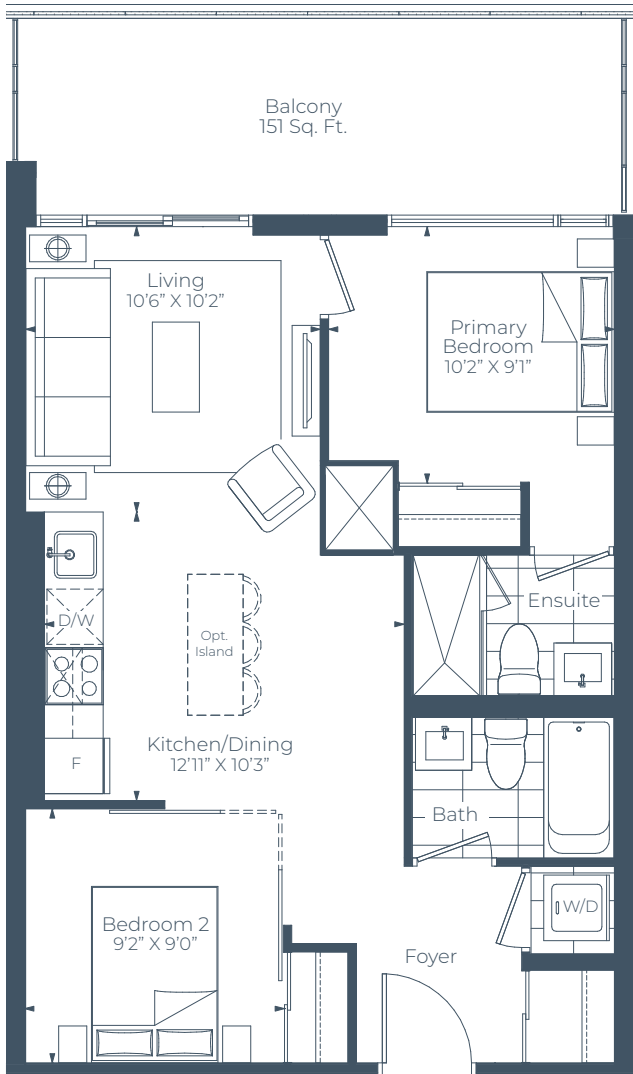 Balcony
151 Sq. Ft.
Living
10’6” X 10’2”
Primary
Bedroom
10’2” X 9’1”
D/W
Opt.
Island
Ensuite
Kitchen/Dining
12’11” X 10’3”
F
Bath
Bedroom 2
9’2” X 9’0”
W/D
Foyer